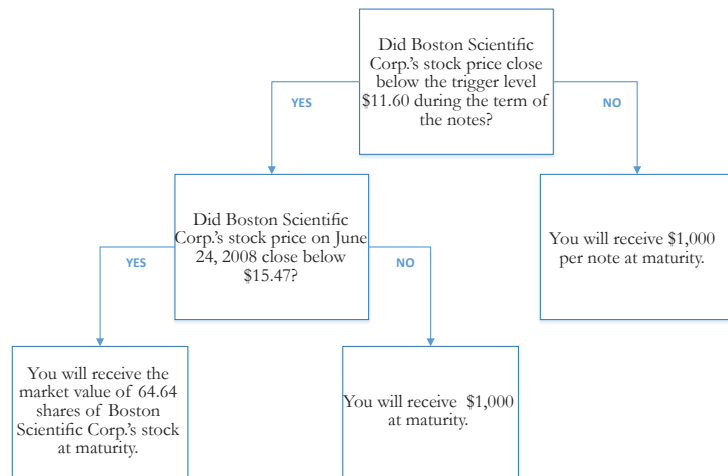 Did Boston Scientific
Corp.'s stock price close
below the trigger level
$11.60 during the term of
the notes?
YES
NO
Did Boston Scientific
Corp.'s stock price on June
24, 2008 close below
$15.47?
You will receive $1,000
per note at maturity.
YES
NO
You will receive the
market value of 64.64
shares of Boston
Scientific Corp.'s stock
at maturity.
You will receive $1,000
at maturity.